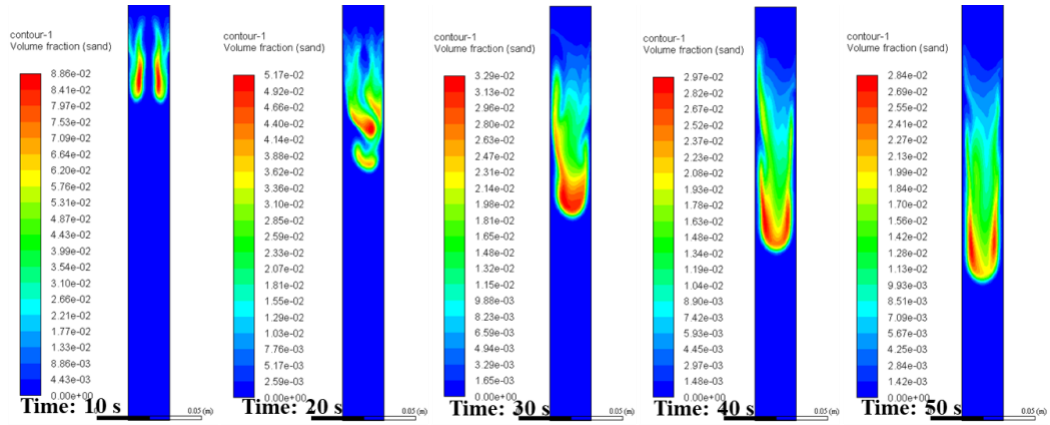 contour-1
Volume fraction (sand)
8.86e-02
8.41e-02
7.97e-02
7.53e-02
7.09e-02
6.64e-02
6.20e-02
5.76e-02
5.31e-02
4.87e-02
4.43e-02
3.99e-02
3.54e-02
3.10e-02
2.66e-02
2.21e-02
1.77e-02
1.33e-02
8.86e-03
4.43e-03
0.00e+00
Time: 10 s
0.05 (m)
contour-1
Volume fraction (sand)
5.17e-02
4.92e-02
4.66e-02
4.40e-02
4.14e-02
3.88e-02
3.62e-02
3.36e-02
3.10e-02
2.85e-02
2.59e-02
2.33e-02
2.07e-02
1.81e-02
1.55e-02
1.29e-02
1.03e-02
7.76e-03
5.17e-03
2.59e-03
0.00e+00
Time: 20 s
0.05 (m)
contour-1
Volume fraction (sand)
3.29e-02
3.13e-02
2.96e-02
2.80e-02
2.63e-02
2.47e-02
2.31e-02
2.14e-02
1.98e-02
1.81e-02
1.65e-02
1.48e-02
1.32e-02
1.15e-02
9.88e-03
8.23e-03
6.59e-03
4.94e-03
3.29e-03
1.65e-03
0.00e+00
Time: 30 s
0.05 (m)
contour-1
Volume fraction (sand)
2.97e-02
2.82e-02
2.67e-02
2.52e-02
2.37e-02
2.23e-02
2.08e-02
1.93e-02
1.78e-02
1.63e-02
1.48e-02
1.34e-02
1.19e-02
1.04e-02
8.90e-03
7.42e-03
5.93e-03
4.45e-03
2.97e-03
1.48e-03
0.00e+00
Time: 40 s
0.05 (m)
contour-1
Volume fraction (sand)
2.84e-02
2.69e-02
2.55e-02
2.41e-02
2.27e-02
2.13e-02
1.99e-02
1.84e-02
1.70e-02
1.56e-02
1.42e-02
1.28e-02
1.13e-02
9.93e-03
8.51e-03
7.09e-03
5.67e-03
4.25e-03
2.84e-03
1.42e-03
0.00e+00
Time: 50 s
0.05 (m)